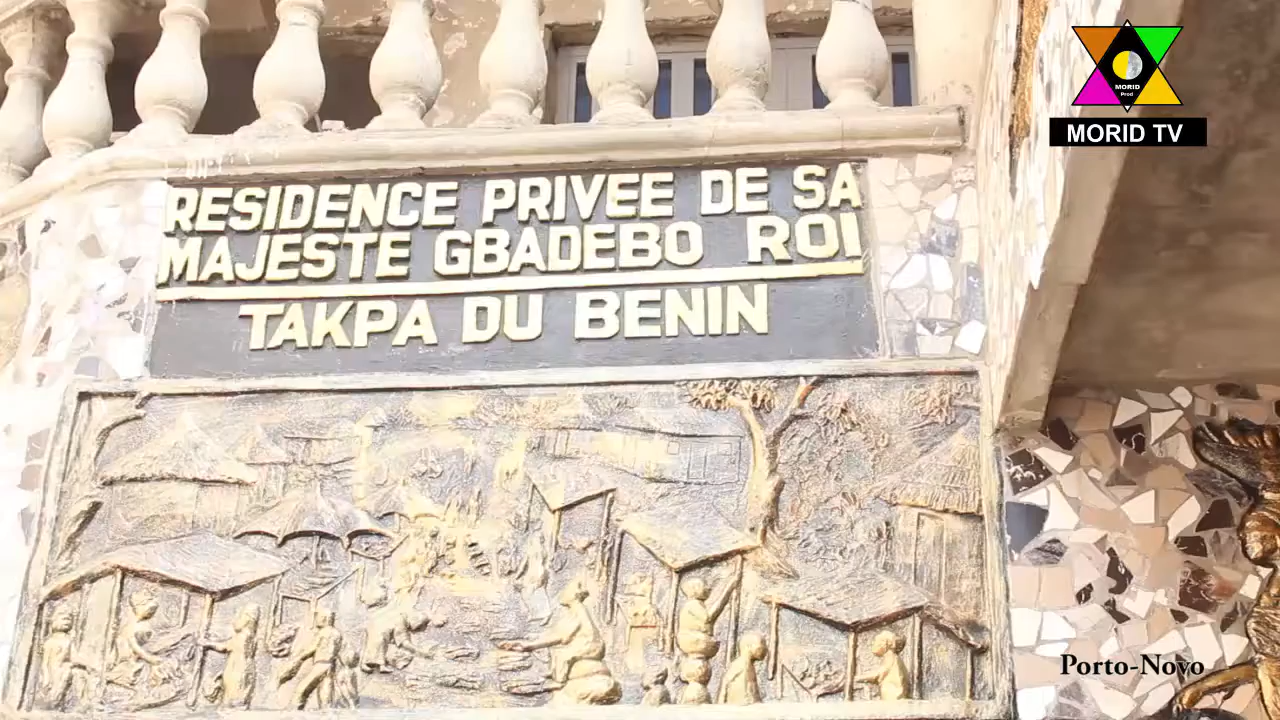 MORID
Prod
MORID TV
RESIDENCE PRIVEE DE SA
MAJESTE GBADEBO ROI
TAKPA DU BENIN
Porto-Novo